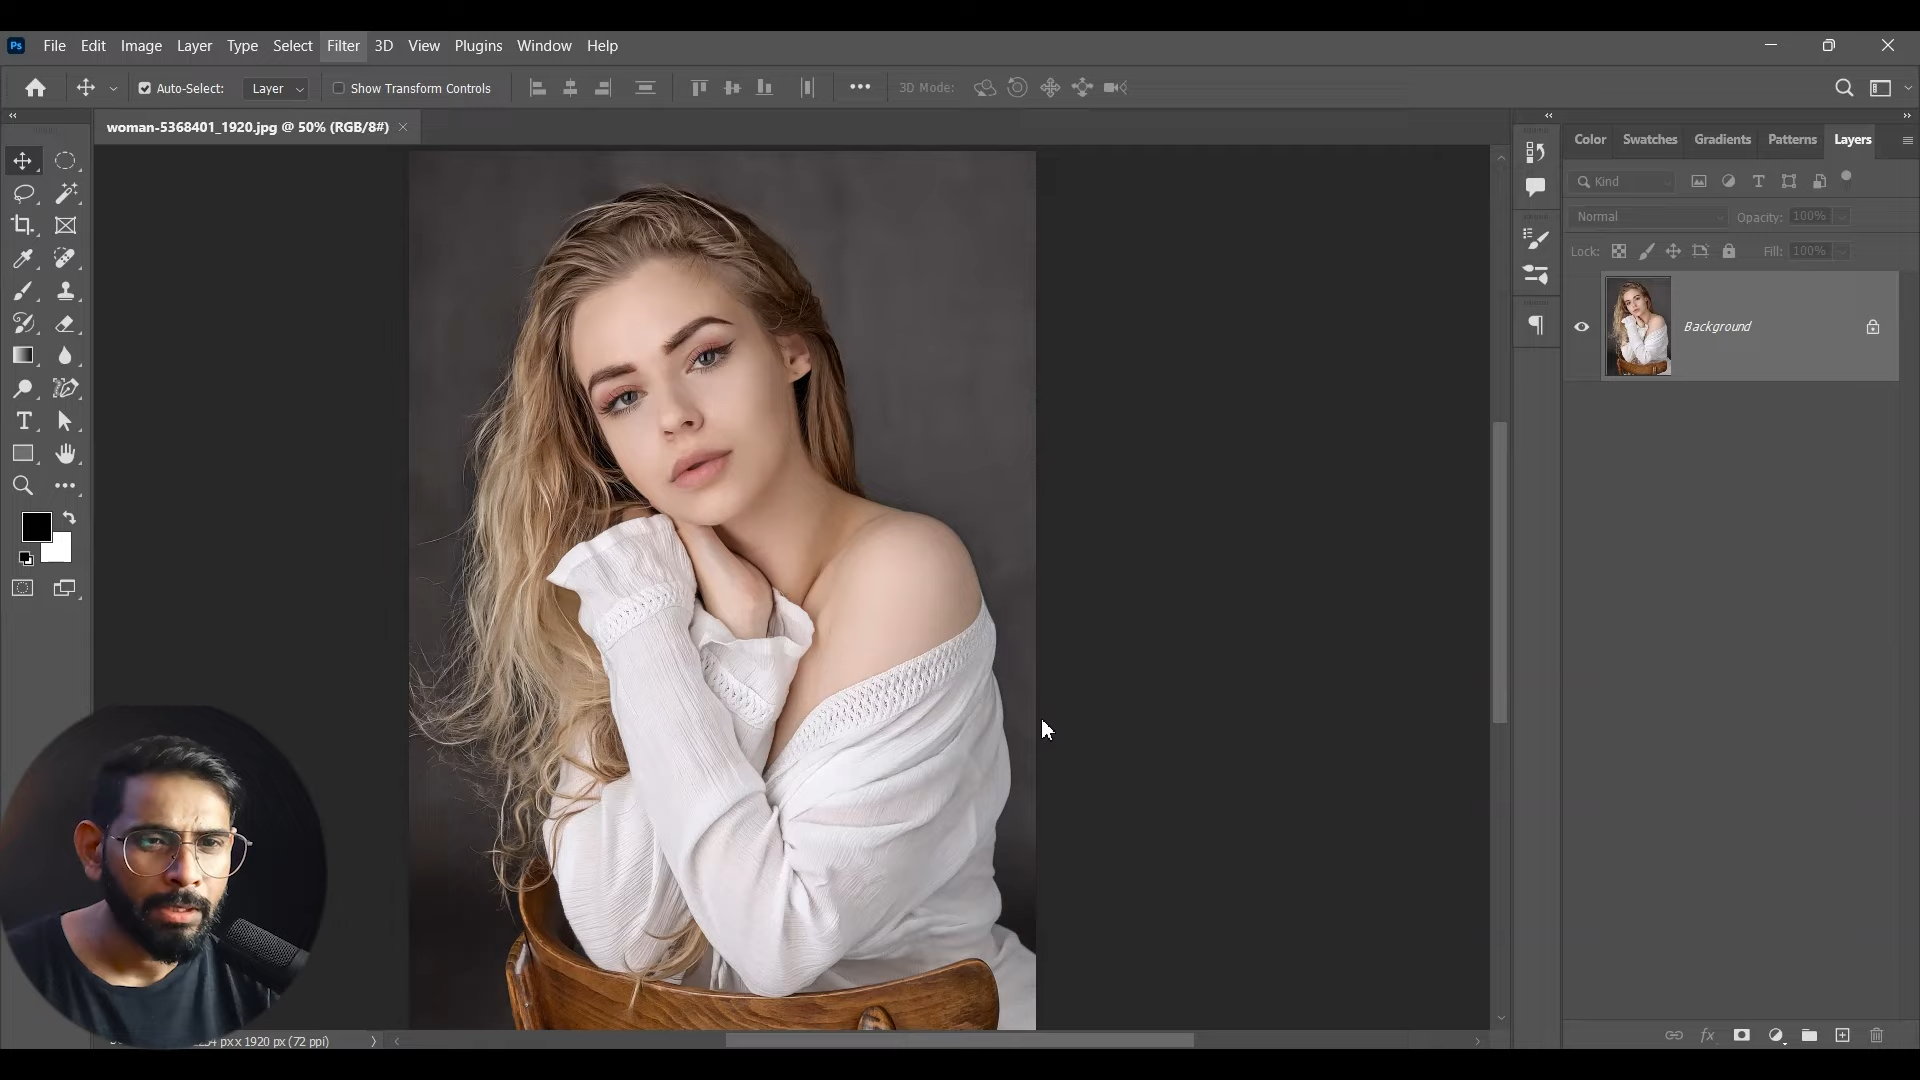 Ps File Edit Image Layer Type Select Filter 3D View Plugins Window Help
Auto-Select: Layer Show Transform Controls 3D Mode:
woman-5368401_1920.jpg @ 50% (RGB/8#)
Color Swatches Gradients Patterns Layers
Kind
Normal Opacity: 100%
Lock: Fill: 100%
Background
px x 1920 px (72 ppi)